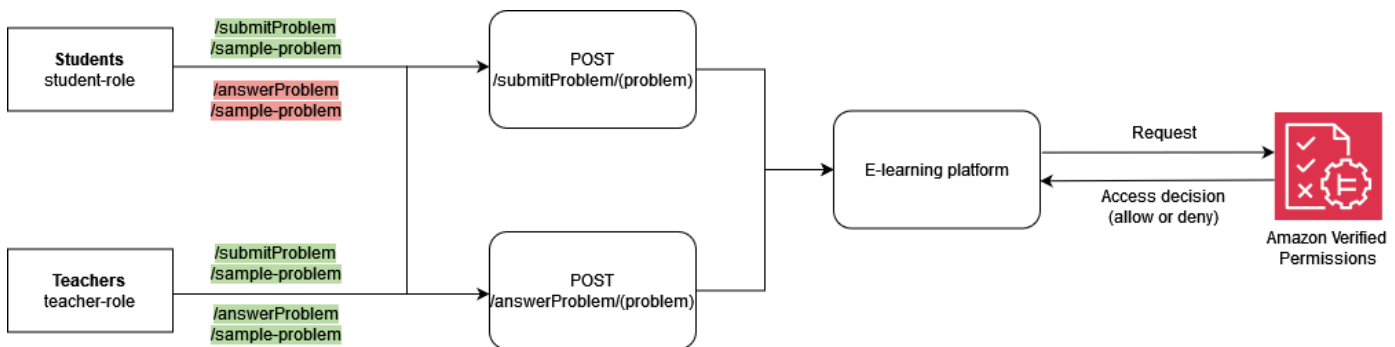 /submitProblem
/sample-problem
Students
student-role
/answerProblem
/sample-problem
POST
/submitProblem/(problem)
E-learning platform
Request
Access decision
(allow or deny)
Amazon Verified
Permissions
/submitProblem
/sample-problem
Teachers
teacher-role
/answerProblem
/sample-problem
POST
/answerProblem/(problem)